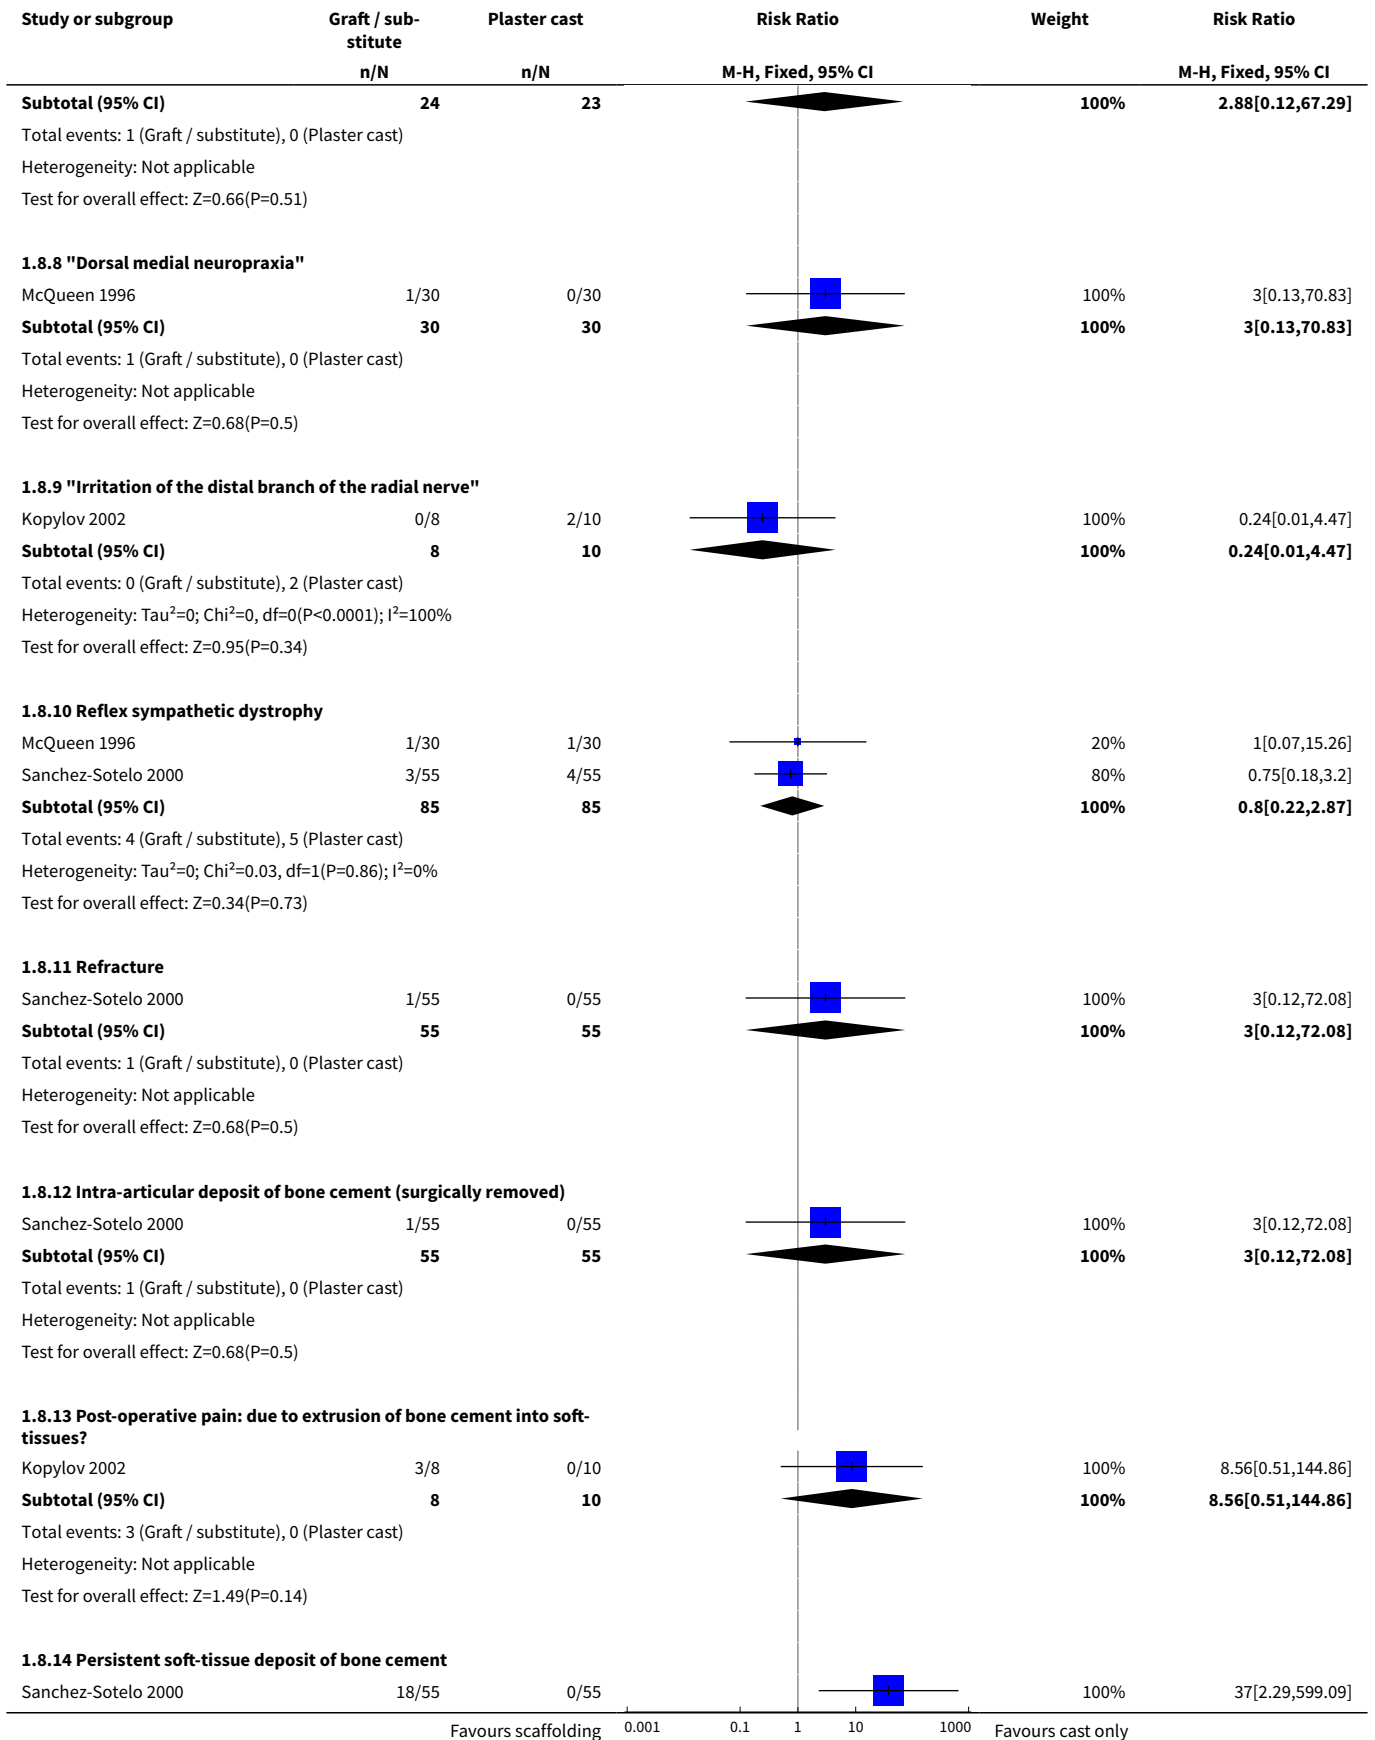 Study or subgroup Graft / sub- Plaster cast Risk Ratio Weight Risk Ratio
stitute
n/N n/N M-H, Fixed, 95% CI M-H, Fixed, 95% CI
Subtotal (95% CI) 24 23 100% 2.88[0.12,67.29]
Total events: 1 (Graft / substitute), 0 (Plaster cast)
Heterogeneity: Not applicable
Test for overall effect: Z=0.66(P=0.51)
1.8.8 "Dorsal medial neuropraxia"
McQueen 1996 1/30 0/30 100% 3[0.13,70.83]
Subtotal (95% CI) 30 30 100% 3[0.13,70.83]
Total events: 1 (Graft / substitute), 0 (Plaster cast)
Heterogeneity: Not applicable
Test for overall effect: Z=0.68(P=0.5)
1.8.9 "Irritation of the distal branch of the radial nerve"
Kopylov 2002 0/8 2/10 100% 0.24[0.01,4.47]
Subtotal (95% CI) 8 10 100% 0.24[0.01,4.47]
Total events: 0 (Graft / substitute), 2 (Plaster cast)
Heterogeneity: Tau²=0; Chi²=0, df=0(P<0.0001); I²=100%
Test for overall effect: Z=0.95(P=0.34)
1.8.10 Reflex sympathetic dystrophy
McQueen 1996 1/30 1/30 20% 1[0.07,15.26]
Sanchez-Sotelo 2000 3/55 4/55 80% 0.75[0.18,3.2]
Subtotal (95% CI) 85 85 100% 0.8[0.22,2.87]
Total events: 4 (Graft / substitute), 5 (Plaster cast)
Heterogeneity: Tau²=0; Chi²=0.03, df=1(P=0.86); I²=0%
Test for overall effect: Z=0.34(P=0.73)
1.8.11 Refracture
Sanchez-Sotelo 2000 1/55 0/55 100% 3[0.12,72.08]
Subtotal (95% CI) 55 55 100% 3[0.12,72.08]
Total events: 1 (Graft / substitute), 0 (Plaster cast)
Heterogeneity: Not applicable
Test for overall effect: Z=0.68(P=0.5)
1.8.12 Intra-articular deposit of bone cement (surgically removed)
Sanchez-Sotelo 2000 1/55 0/55 100% 3[0.12,72.08]
Subtotal (95% CI) 55 55 100% 3[0.12,72.08]
Total events: 1 (Graft / substitute), 0 (Plaster cast)
Heterogeneity: Not applicable
Test for overall effect: Z=0.68(P=0.5)
1.8.13 Post-operative pain: due to extrusion of bone cement into soft-
tissues?
Kopylov 2002 3/8 0/10 100% 8.56[0.51,144.86]
Subtotal (95% CI) 8 10 100% 8.56[0.51,144.86]
Total events: 3 (Graft / substitute), 0 (Plaster cast)
Heterogeneity: Not applicable
Test for overall effect: Z=1.49(P=0.14)
1.8.14 Persistent soft-tissue deposit of bone cement
Sanchez-Sotelo 2000 18/55 0/55 100% 37[2.29,599.09]
Favours scaffolding 0.001 0.1 1 10 1000 Favours cast only